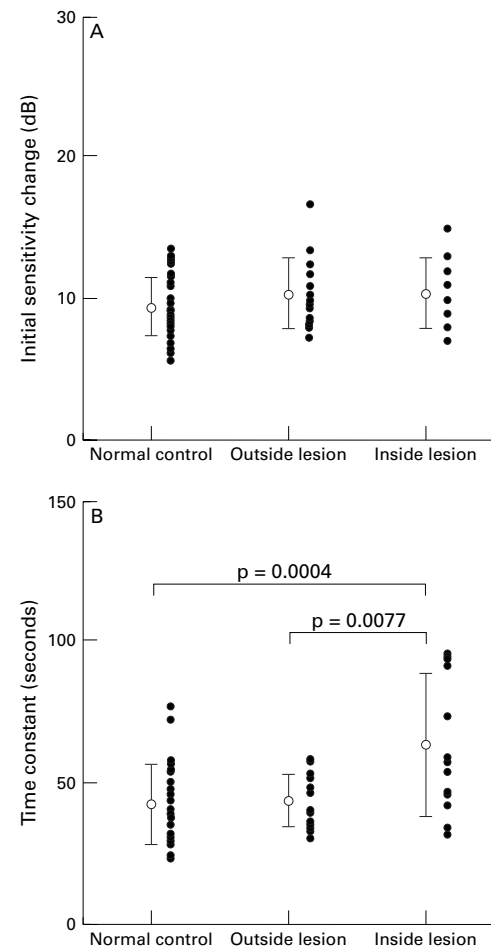 A
30
20
10
0
Initial sensitivity change (dB)
Normal control Outside lesion Inside lesion
B
150
100
50
0
Time constant (seconds)
p = 0.0004
p = 0.0077
Normal control Outside lesion Inside lesion